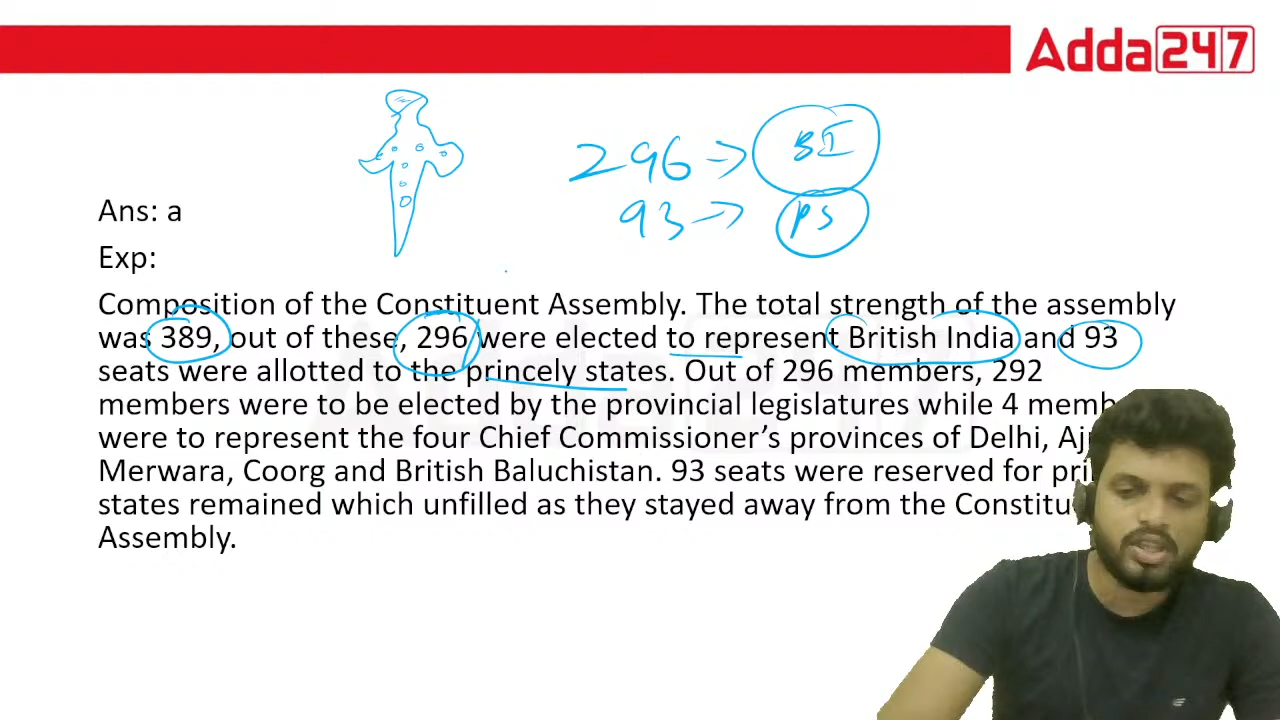 Adda247
296 → BI
93 → PS
Ans: a
Exp:
Composition of the Constituent Assembly. The total strength of the assembly
was 389, out of these, 296 were elected to represent British India and 93
seats were allotted to the princely states. Out of 296 members, 292
members were to be elected by the provincial legislatures while 4
were to represent the four Chief Commissioner’s provinces of Delhi,
Merwara, Coorg and British Baluchistan. 93 seats were reserved for
states remained which unfilled as they stayed away from the
Assembly.